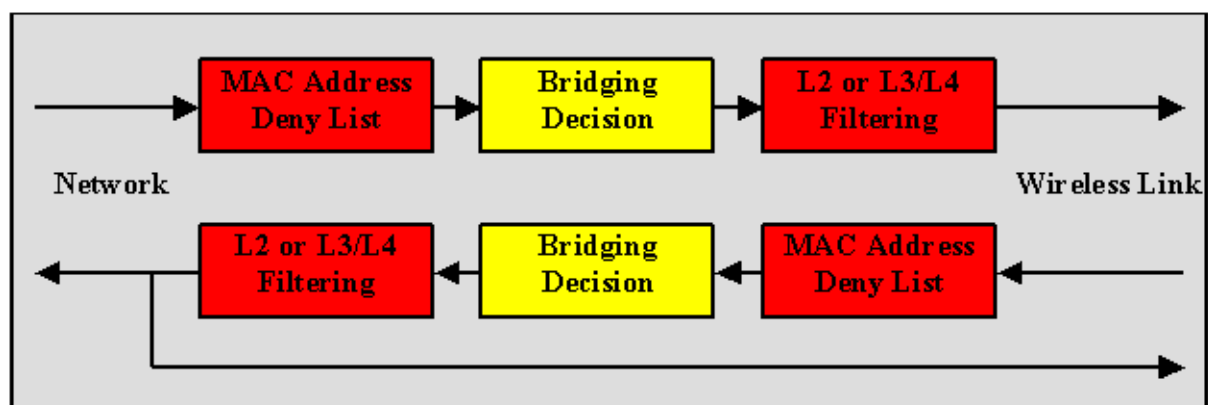 MAC Address
Deny List
Bridging
Decision
L2 or L3/L4
Filtering
Network
Wireless Link
L2 or L3/L4
Filtering
Bridging
Decision
MAC Address
Deny List